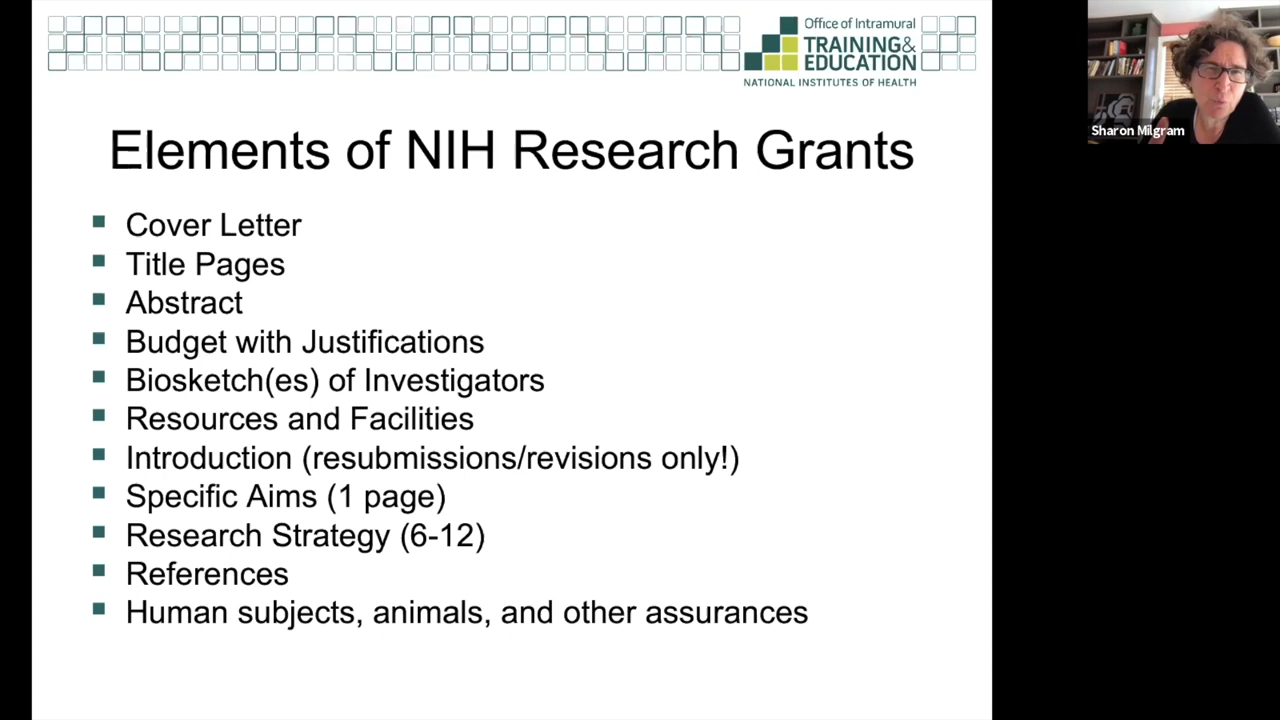 Office of Intramural
TRAINING&
EDUCATION
NATIONAL INSTITUTES OF HEALTH
Sharon Milgram
Elements of NIH Research Grants
Cover Letter
Title Pages
Abstract
Budget with Justifications
Biosketch(es) of Investigators
Resources and Facilities
Introduction (resubmissions/revisions only!)
Specific Aims (1 page)
Research Strategy (6-12)
References
Human subjects, animals, and other assurances